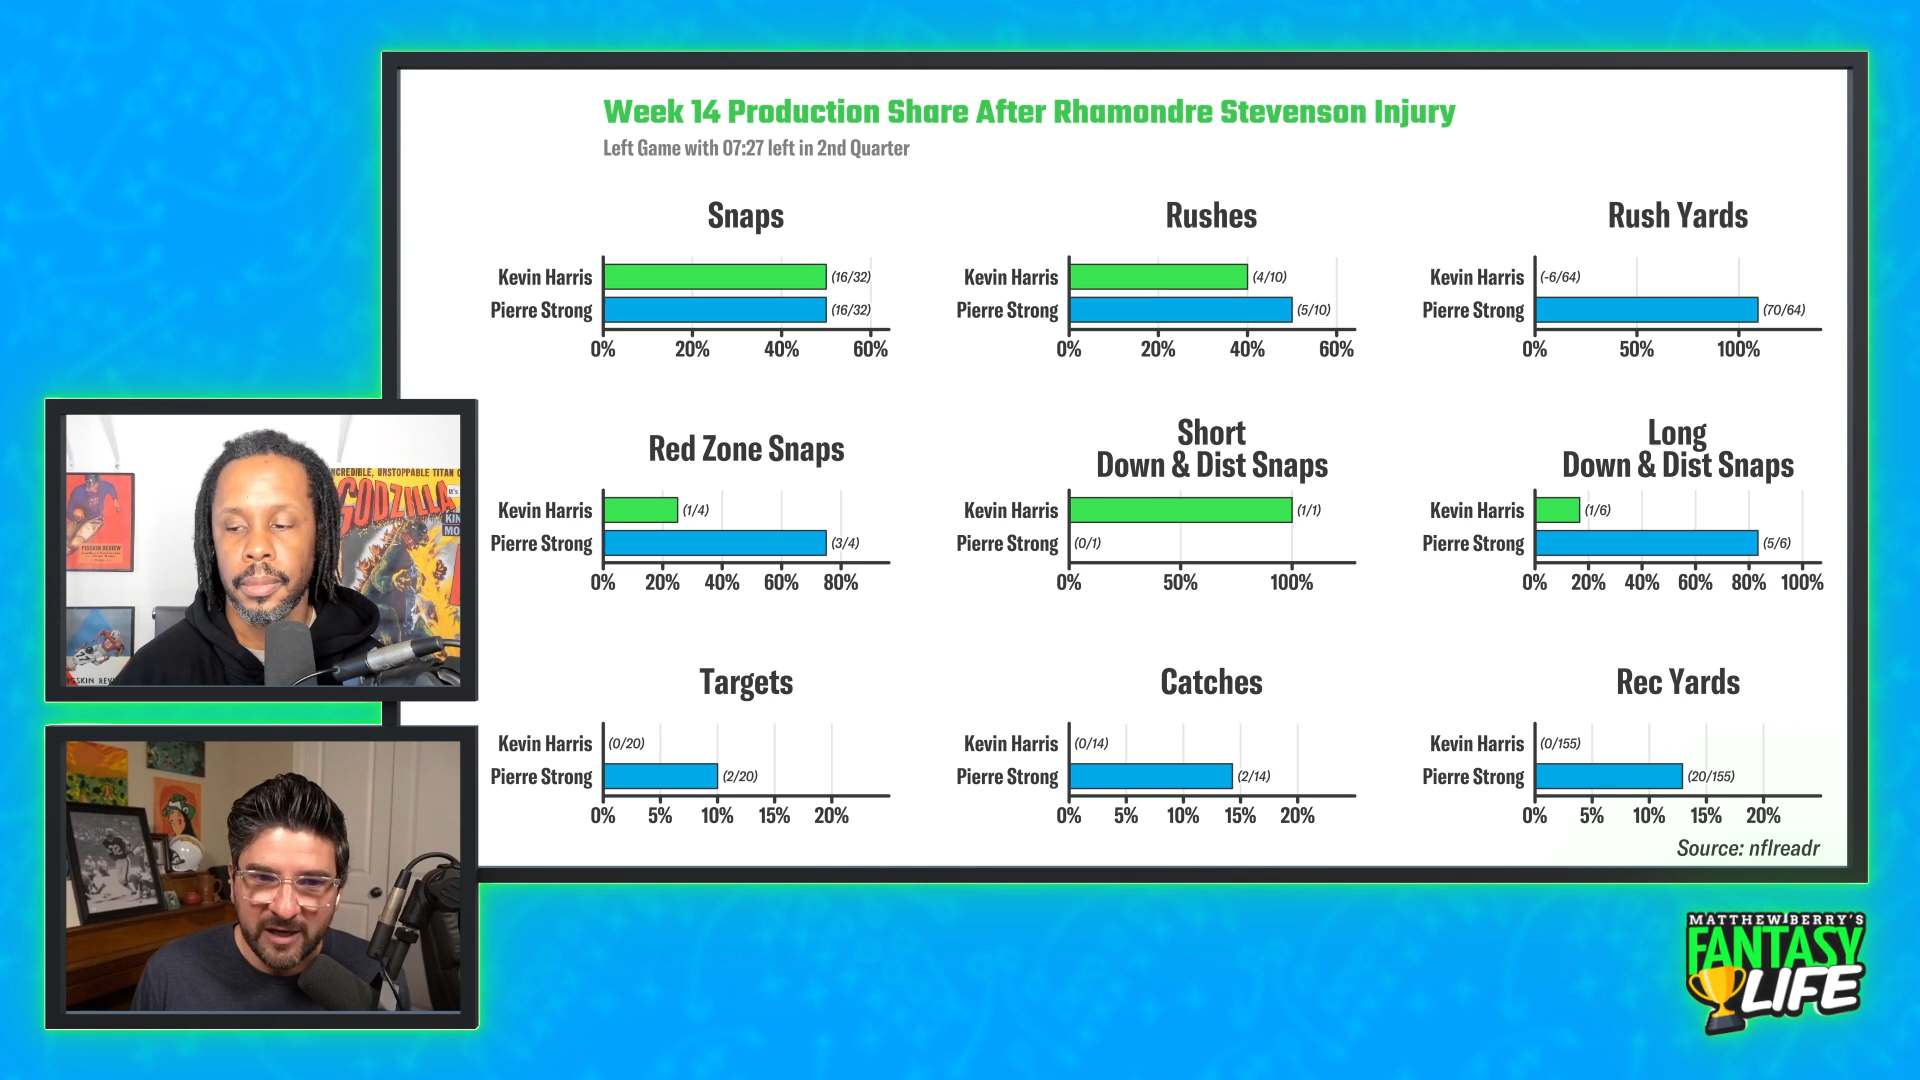 Week 14 Production Share After Rhamondre Stevenson Injury
Left Game with 07:27 left in 2nd Quarter
Snaps
Kevin Harris (16/32)
Pierre Strong (16/32)
0% 20% 40% 60%
Rushes
Kevin Harris (4/10)
Pierre Strong (5/10)
0% 20% 40% 60%
Rush Yards
Kevin Harris (-6/64)
Pierre Strong (70/64)
0% 50% 100%
Red Zone Snaps
Kevin Harris (1/4)
Pierre Strong (3/4)
0% 20% 40% 60% 80%
Short
Down & Dist Snaps
Kevin Harris (1/1)
Pierre Strong (0/1)
0% 50% 100%
Long
Down & Dist Snaps
Kevin Harris (1/6)
Pierre Strong (5/6)
0% 20% 40% 60% 80% 100%
Targets
Kevin Harris (0/20)
Pierre Strong (2/20)
0% 5% 10% 15% 20%
Catches
Kevin Harris (0/14)
Pierre Strong (2/14)
0% 5% 10% 15% 20%
Rec Yards
Kevin Harris (0/155)
Pierre Strong (20/155)
0% 5% 10% 15% 20%
Source: nflreadr
INCREDIBLE, UNSTOPPABLE TITAN O
GODZILLA
It's
KIN
MO
PIGSKIN REVIEW
MATTHEW BERRY'S
FANTASY
LIFE